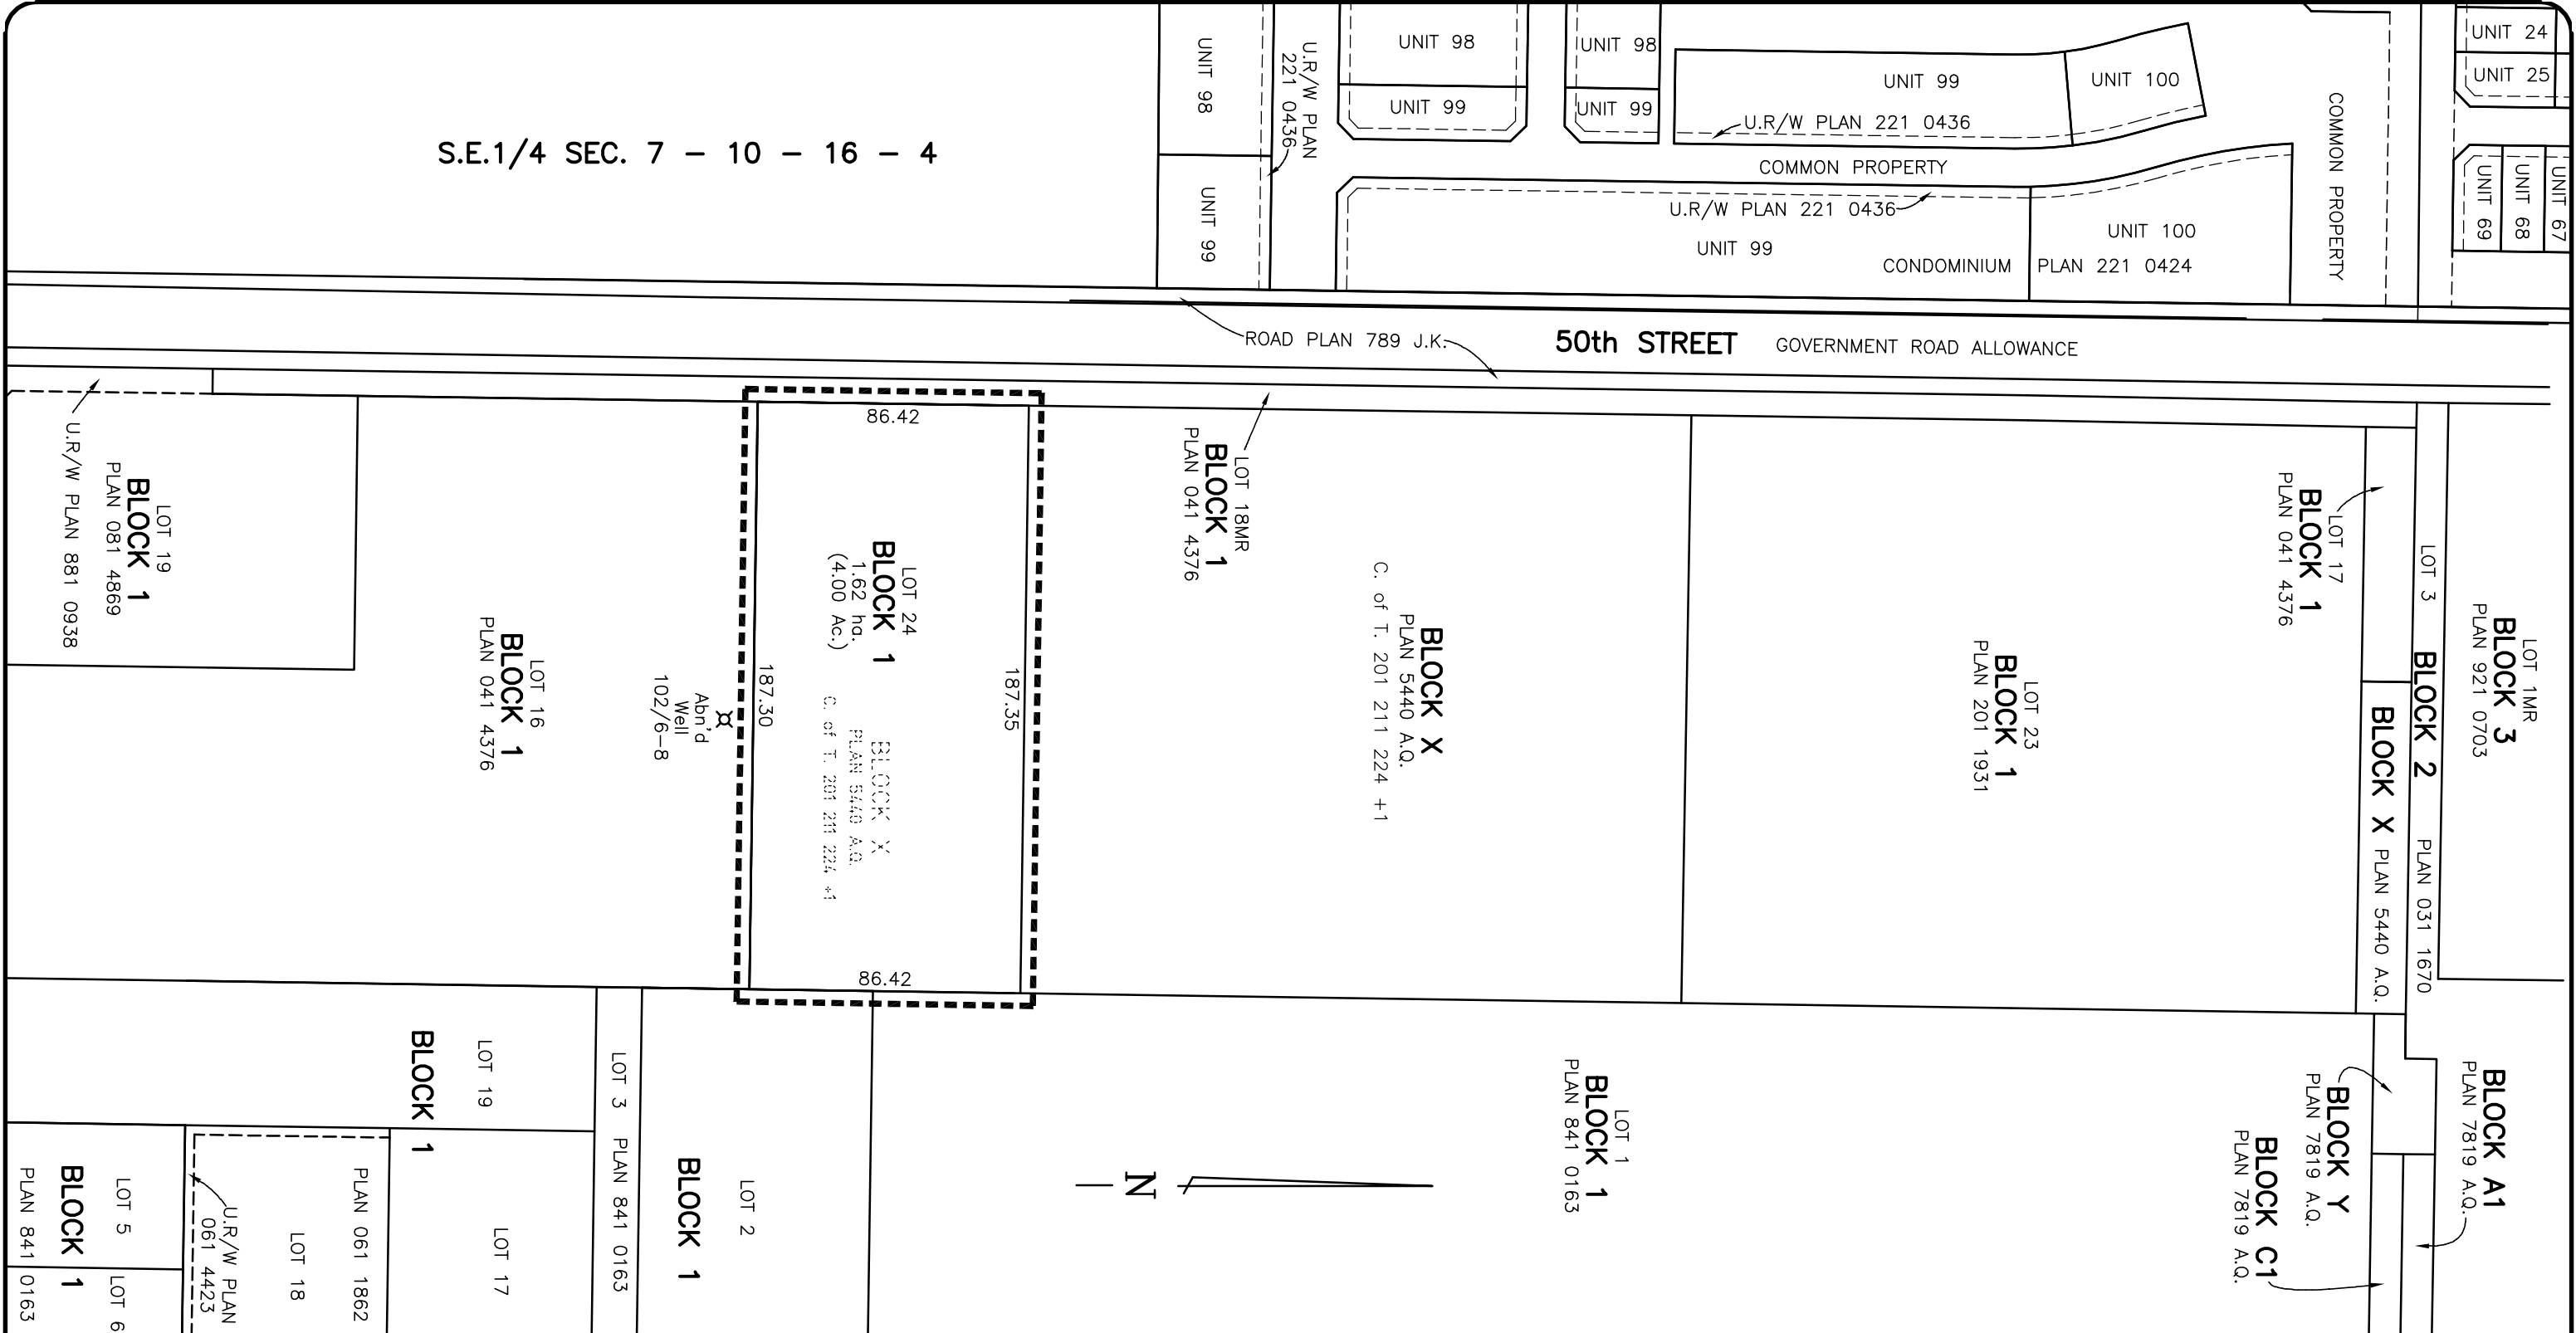 UNIT 98
UNIT 99
U.R/W PLAN
221 0436
UNIT 98
UNIT 99
UNIT 98
UNIT 99
UNIT 99
UNIT 100
U.R/W PLAN 221 0436
COMMON PROPERTY
U.R/W PLAN 221 0436
UNIT 99
UNIT 100
CONDOMINIUM PLAN 221 0424
COMMON PROPERTY
UNIT 24
UNIT 25
UNIT 69
UNIT 68
UNIT 67
S.E.1/4 SEC. 7 - 10 - 16 - 4
ROAD PLAN 789 J.K.
50th STREET
GOVERNMENT ROAD ALLOWANCE
LOT 19
BLOCK 1
PLAN 081 4869
U.R/W PLAN 881 0938
LOT 16
BLOCK 1
PLAN 041 4376
Abn'd
Well
102/6-8
86.42
LOT 24
BLOCK 1
1.62 ha.
(4.00 Ac.)
BLOCK X
PLAN 5440 A.Q.
C. of T. 201 211 224 +1
187.30
187.35
86.42
LOT 18MR
BLOCK 1
PLAN 041 4376
BLOCK X
PLAN 5440 A.Q.
C. of T. 201 211 224 +1
LOT 23
BLOCK 1
PLAN 201 1931
LOT 17
BLOCK 1
PLAN 041 4376
LOT 3 BLOCK 2 PLAN 031 1670
BLOCK X PLAN 5440 A.Q.
LOT 1MR
BLOCK 3
PLAN 921 0703
LOT 19
BLOCK 1
LOT 3 PLAN 841 0163
LOT 2
BLOCK 1
LOT 17
PLAN 061 1862
LOT 18
U.R/W PLAN
061 4423
LOT 5
LOT 6
BLOCK 1
PLAN 841 0163
N
LOT 1
BLOCK 1
PLAN 841 0163
BLOCK A1
PLAN 7819 A.Q.
BLOCK Y
PLAN 7819 A.Q.
BLOCK C1
PLAN 7819 A.Q.